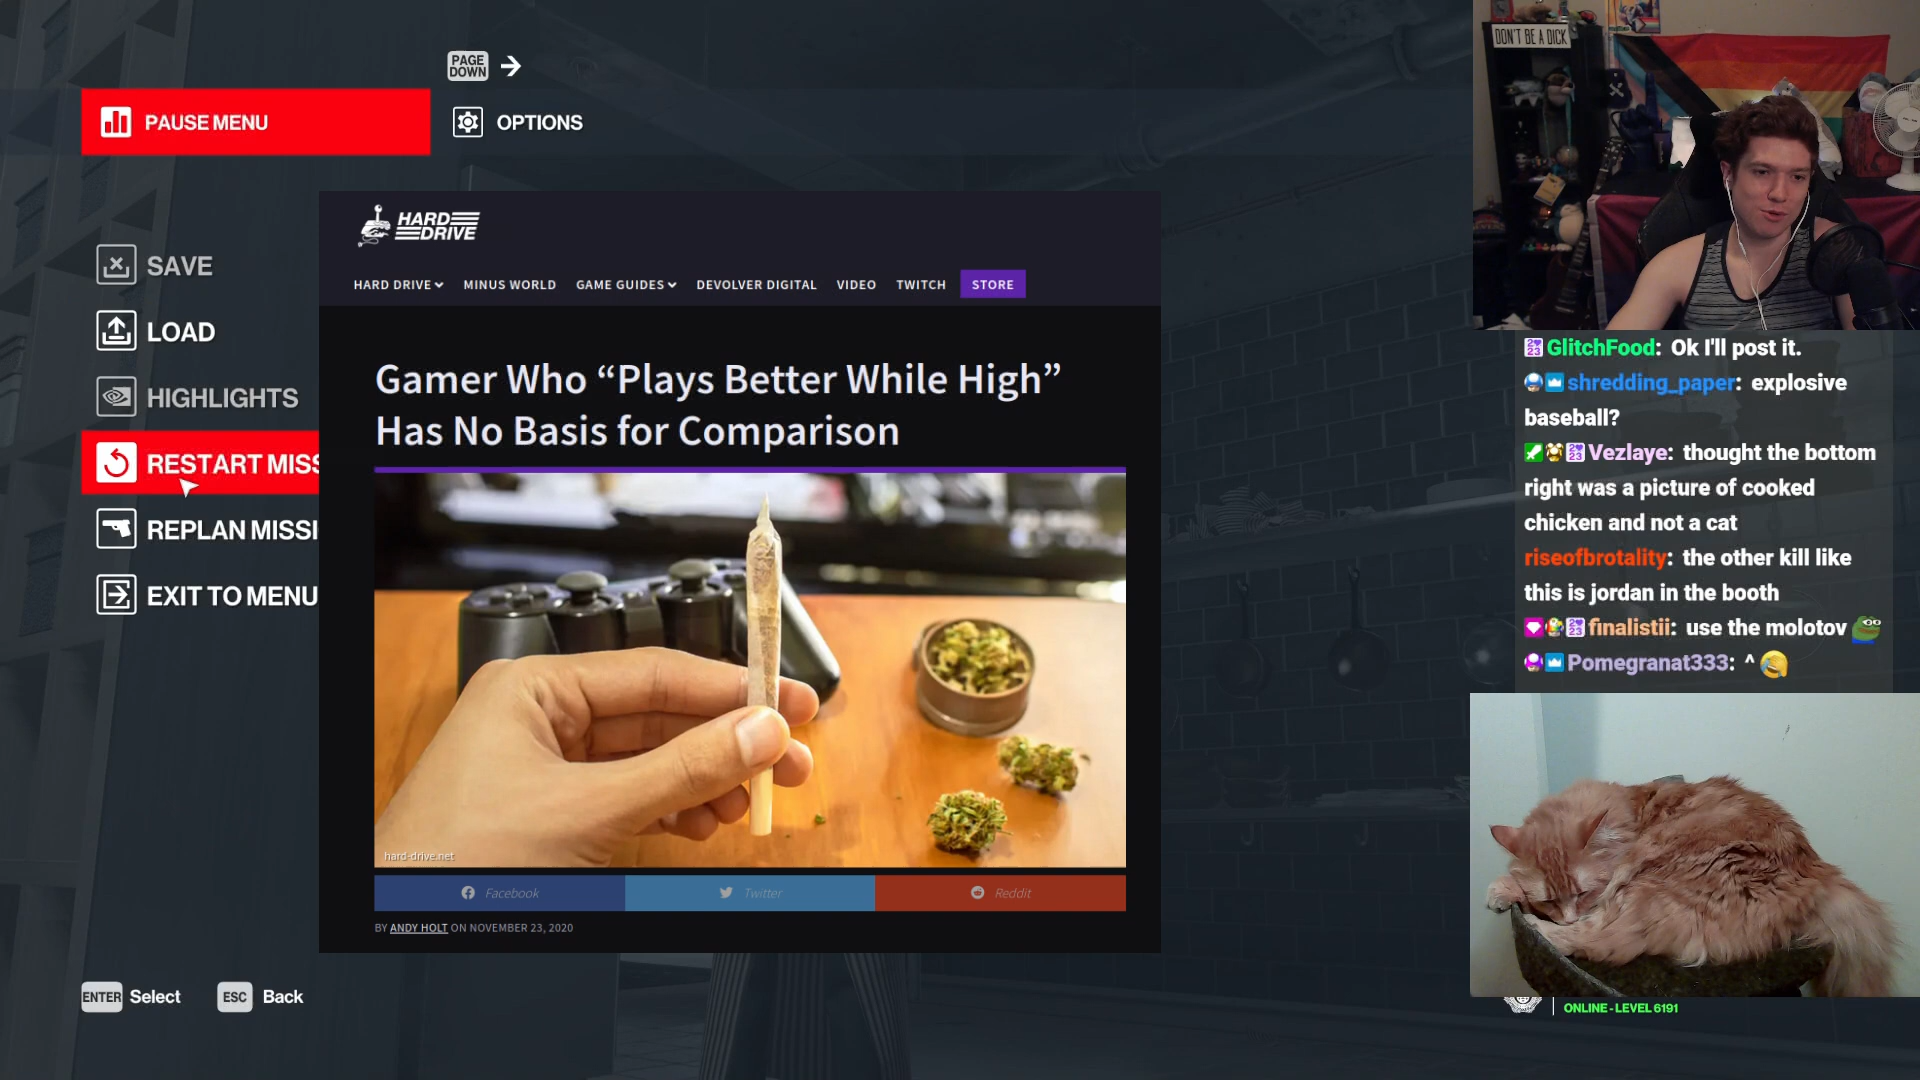 PAGE DOWN
PAUSE MENU
OPTIONS
SAVE
LOAD
HIGHLIGHTS
RESTART MISS
REPLAN MISSI
EXIT TO MENU
ENTER Select
ESC Back
HARD DRIVE
HARD DRIVE MINUS WORLD GAME GUIDES DEVOLVER DIGITAL VIDEO TWITCH STORE
Gamer Who “Plays Better While High”
Has No Basis for Comparison
hard-drive.net
Facebook Twitter Reddit
BY ANDY HOLT ON NOVEMBER 23, 2020
DON'T BE A DICK
GlitchFood: Ok I'll post it.
shredding_paper: explosive
baseball?
Vezlaye: thought the bottom
right was a picture of cooked
chicken and not a cat
riseofbrotality: the other kill like
this is jordan in the booth
finalistii: use the molotov
Pomegranat333: ^
ONLINE - LEVEL 6191